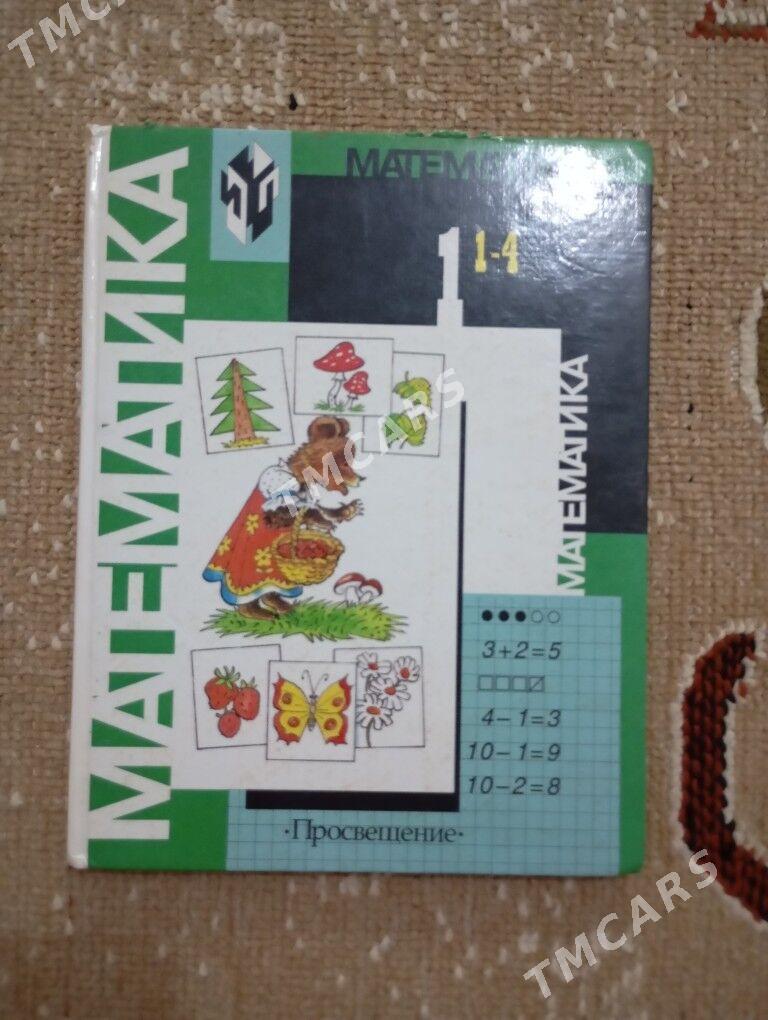 TMCARS
МАТЕМАТИКА
МАТЕМА
1
1-4
МАТЕМАТИКА
TMCARS
3+2=5
4-1=3
10-1=9
10-2=8
•Просвещение•
TMCARS